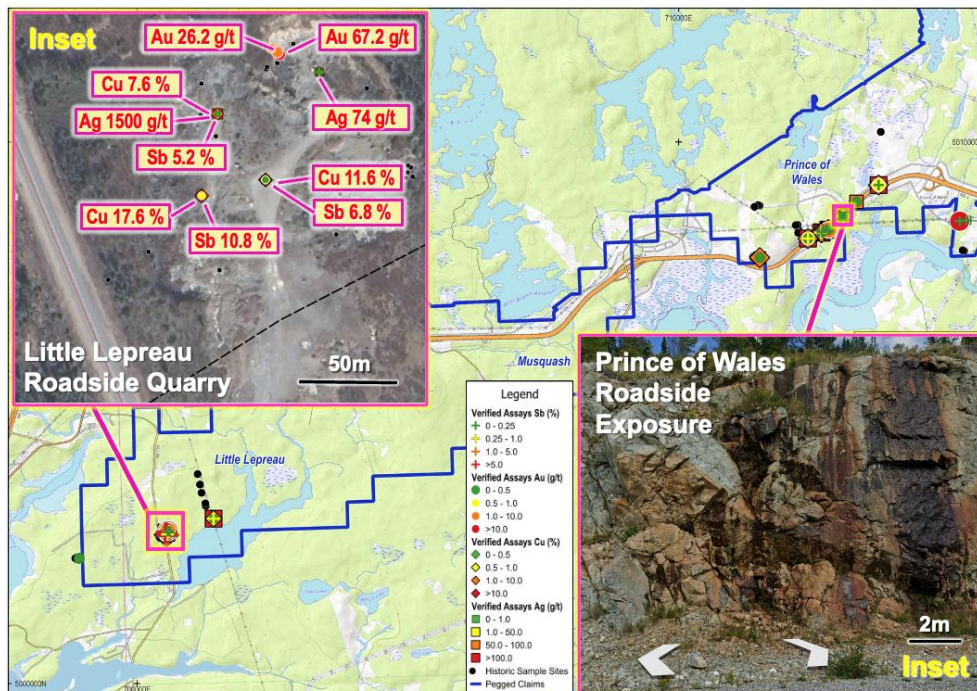 Inset
Au 26.2 g/t
Au 67.2 g/t
Cu 7.6 %
Ag 1500 g/t
Sb 5.2 %
Ag 74 g/t
Cu 11.6%
Sb 6.8 %
Cu 17.6 %
Sb 10.8 %
Little Lepreau
Roadside Quarry
50m
710000E
5010000
Prince of
Wales
Musquash
Little Lepreau
5000000N
700000E
Legend
Verified Assays Sb (%)
0 - 0.25
0.25 - 1.0
1.0 - 5.0
>5.0
Verified Assays Au (g/t)
0 - 0.5
0.5 - 1.0
1.0 - 10.0
>10.0
Verified Assays Cu (%)
0 - 0.5
0.5 - 1.0
1.0 - 10.0
>10.0
Verified Assays Ag (g/t)
0 - 1.0
1.0 - 50.0
50.0 - 100.0
>100.0
Historic Sample Sites
Pegged Claims
Prince of Wales
Roadside
Exposure
2m
Inset